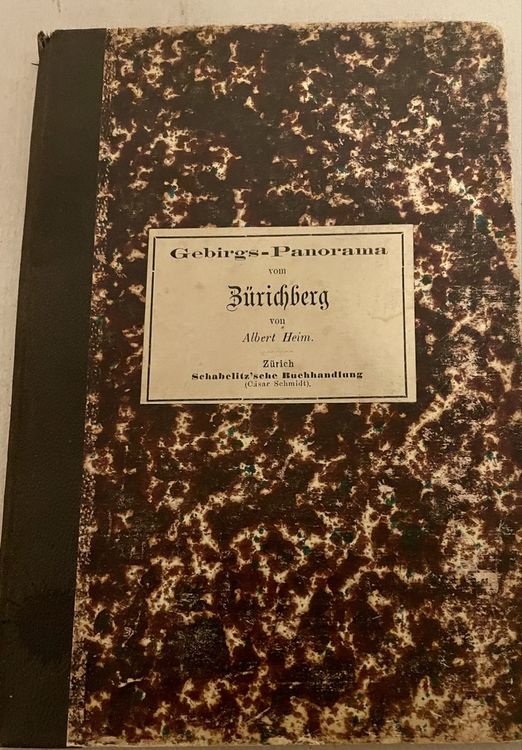 Gebirgs-Panorama
vom
Zürichberg
von
Albert Heim.
Zürich
Schabelitz'sche Buchhandlung
(Cäsar Schmidt).